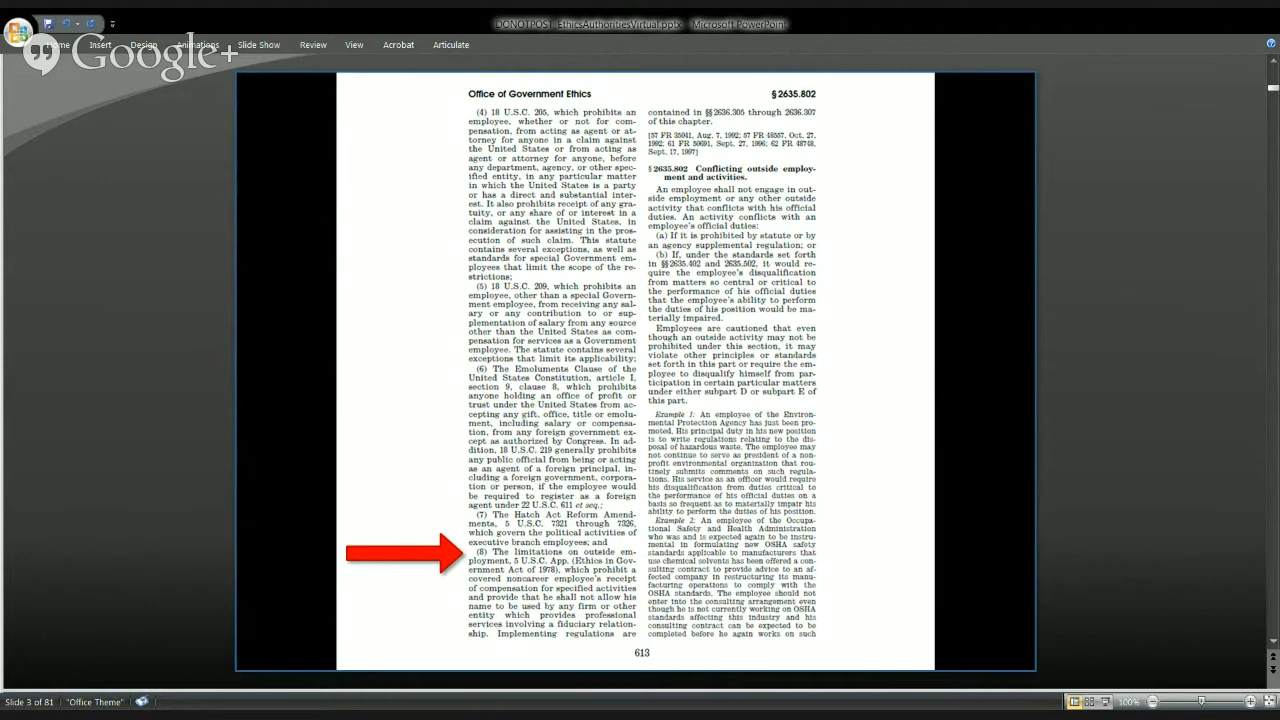 DONOTPOST_EthicsAuthoritiesVirtual.pptx - Microsoft PowerPoint
Home Insert Design Animations Slide Show Review View Acrobat Articulate
Google+
Office of Government Ethics
§ 2635.802
(4) 18 U.S.C. 205, which prohibits an
employee, whether or not for com-
pensation, from acting as agent or at-
torney for anyone in a claim against
the United States or from acting as
agent or attorney for anyone, before
any department, agency, or other spec-
ified entity, in any particular matter
in which the United States is a party
or has a direct and substantial inter-
est. It also prohibits receipt of any gra-
tuity, or any share of or interest in a
claim against the United States, in
consideration for assisting in the pros-
ecution of such claim. This statute
contains several exceptions, as well as
standards for special Government em-
ployees that limit the scope of the re-
strictions;
(5) 18 U.S.C. 209, which prohibits an
employee, other than a special Govern-
ment employee, from receiving any sal-
ary or any contribution to or sup-
plementation of salary from any source
other than the United States as com-
pensation for services as a Government
employee. The statute contains several
exceptions that limit its applicability;
(6) The Emoluments Clause of the
United States Constitution, article I,
section 9, clause 8, which prohibits
anyone holding an office of profit or
trust under the United States from ac-
cepting any gift, office, title or emolu-
ment, including salary or compensa-
tion, from any foreign government ex-
cept as authorized by Congress. In ad-
dition, 18 U.S.C. 219 generally prohibits
any public official from being or acting
as an agent of a foreign principal, in-
cluding a foreign government, corpora-
tion or person, if the employee would
be required to register as a foreign
agent under 22 U.S.C. 611 et seq.;
(7) The Hatch Act Reform Amend-
ments, 5 U.S.C. 7321 through 7326,
which govern the political activities of
executive branch employees; and
(8) The limitations on outside em-
ployment, 5 U.S.C. App. (Ethics in Gov-
ernment Act of 1978), which prohibit a
covered noncareer employee's receipt
of compensation for specified activities
and provide that he shall not allow his
name to be used by any firm or other
entity which provides professional
services involving a fiduciary relation-
ship. Implementing regulations are
contained in §§ 2636.305 through 2636.307
of this chapter.
[57 FR 35041, Aug. 7, 1992; 57 FR 48557, Oct. 27,
1992; 61 FR 50691, Sept. 27, 1996; 62 FR 48748,
Sept. 17, 1997]
§ 2635.802 Conflicting outside employ-
ment and activities.
An employee shall not engage in out-
side employment or any other outside
activity that conflicts with his official
duties. An activity conflicts with an
employee's official duties:
(a) If it is prohibited by statute or by
an agency supplemental regulation; or
(b) If, under the standards set forth
in §§ 2635.402 and 2635.502, it would re-
quire the employee's disqualification
from matters so central or critical to
the performance of his official duties
that the employee's ability to perform
the duties of his position would be ma-
terially impaired.
Employees are cautioned that even
though an outside activity may not be
prohibited under this section, it may
violate other principles or standards
set forth in this part or require the em-
ployee to disqualify himself from par-
ticipation in certain particular matters
under either subpart D or subpart E of
this part.
Example 1: An employee of the Environ-
mental Protection Agency has just been pro-
moted. His principal duty in his new position
is to write regulations relating to the dis-
posal of hazardous waste. The employee may
not continue to serve as president of a non-
profit environmental organization that rou-
tinely submits comments on such regula-
tions. His service as an officer would require
his disqualification from duties critical to
the performance of his official duties on a
basis so frequent as to materially impair his
ability to perform the duties of his position.
Example 2: An employee of the Occupa-
tional Safety and Health Administration
who was and is expected again to be instru-
mental in formulating new OSHA safety
standards applicable to manufacturers that
use chemical solvents has been offered a con-
sulting contract to provide advice to an af-
fected company in restructuring its manu-
facturing operations to comply with the
OSHA standards. The employee should not
enter into the consulting arrangement even
though he is not currently working on OSHA
standards affecting this industry and his
consulting contract can be expected to be
completed before he again works on such
613
Slide 3 of 81 "Office Theme" 100%